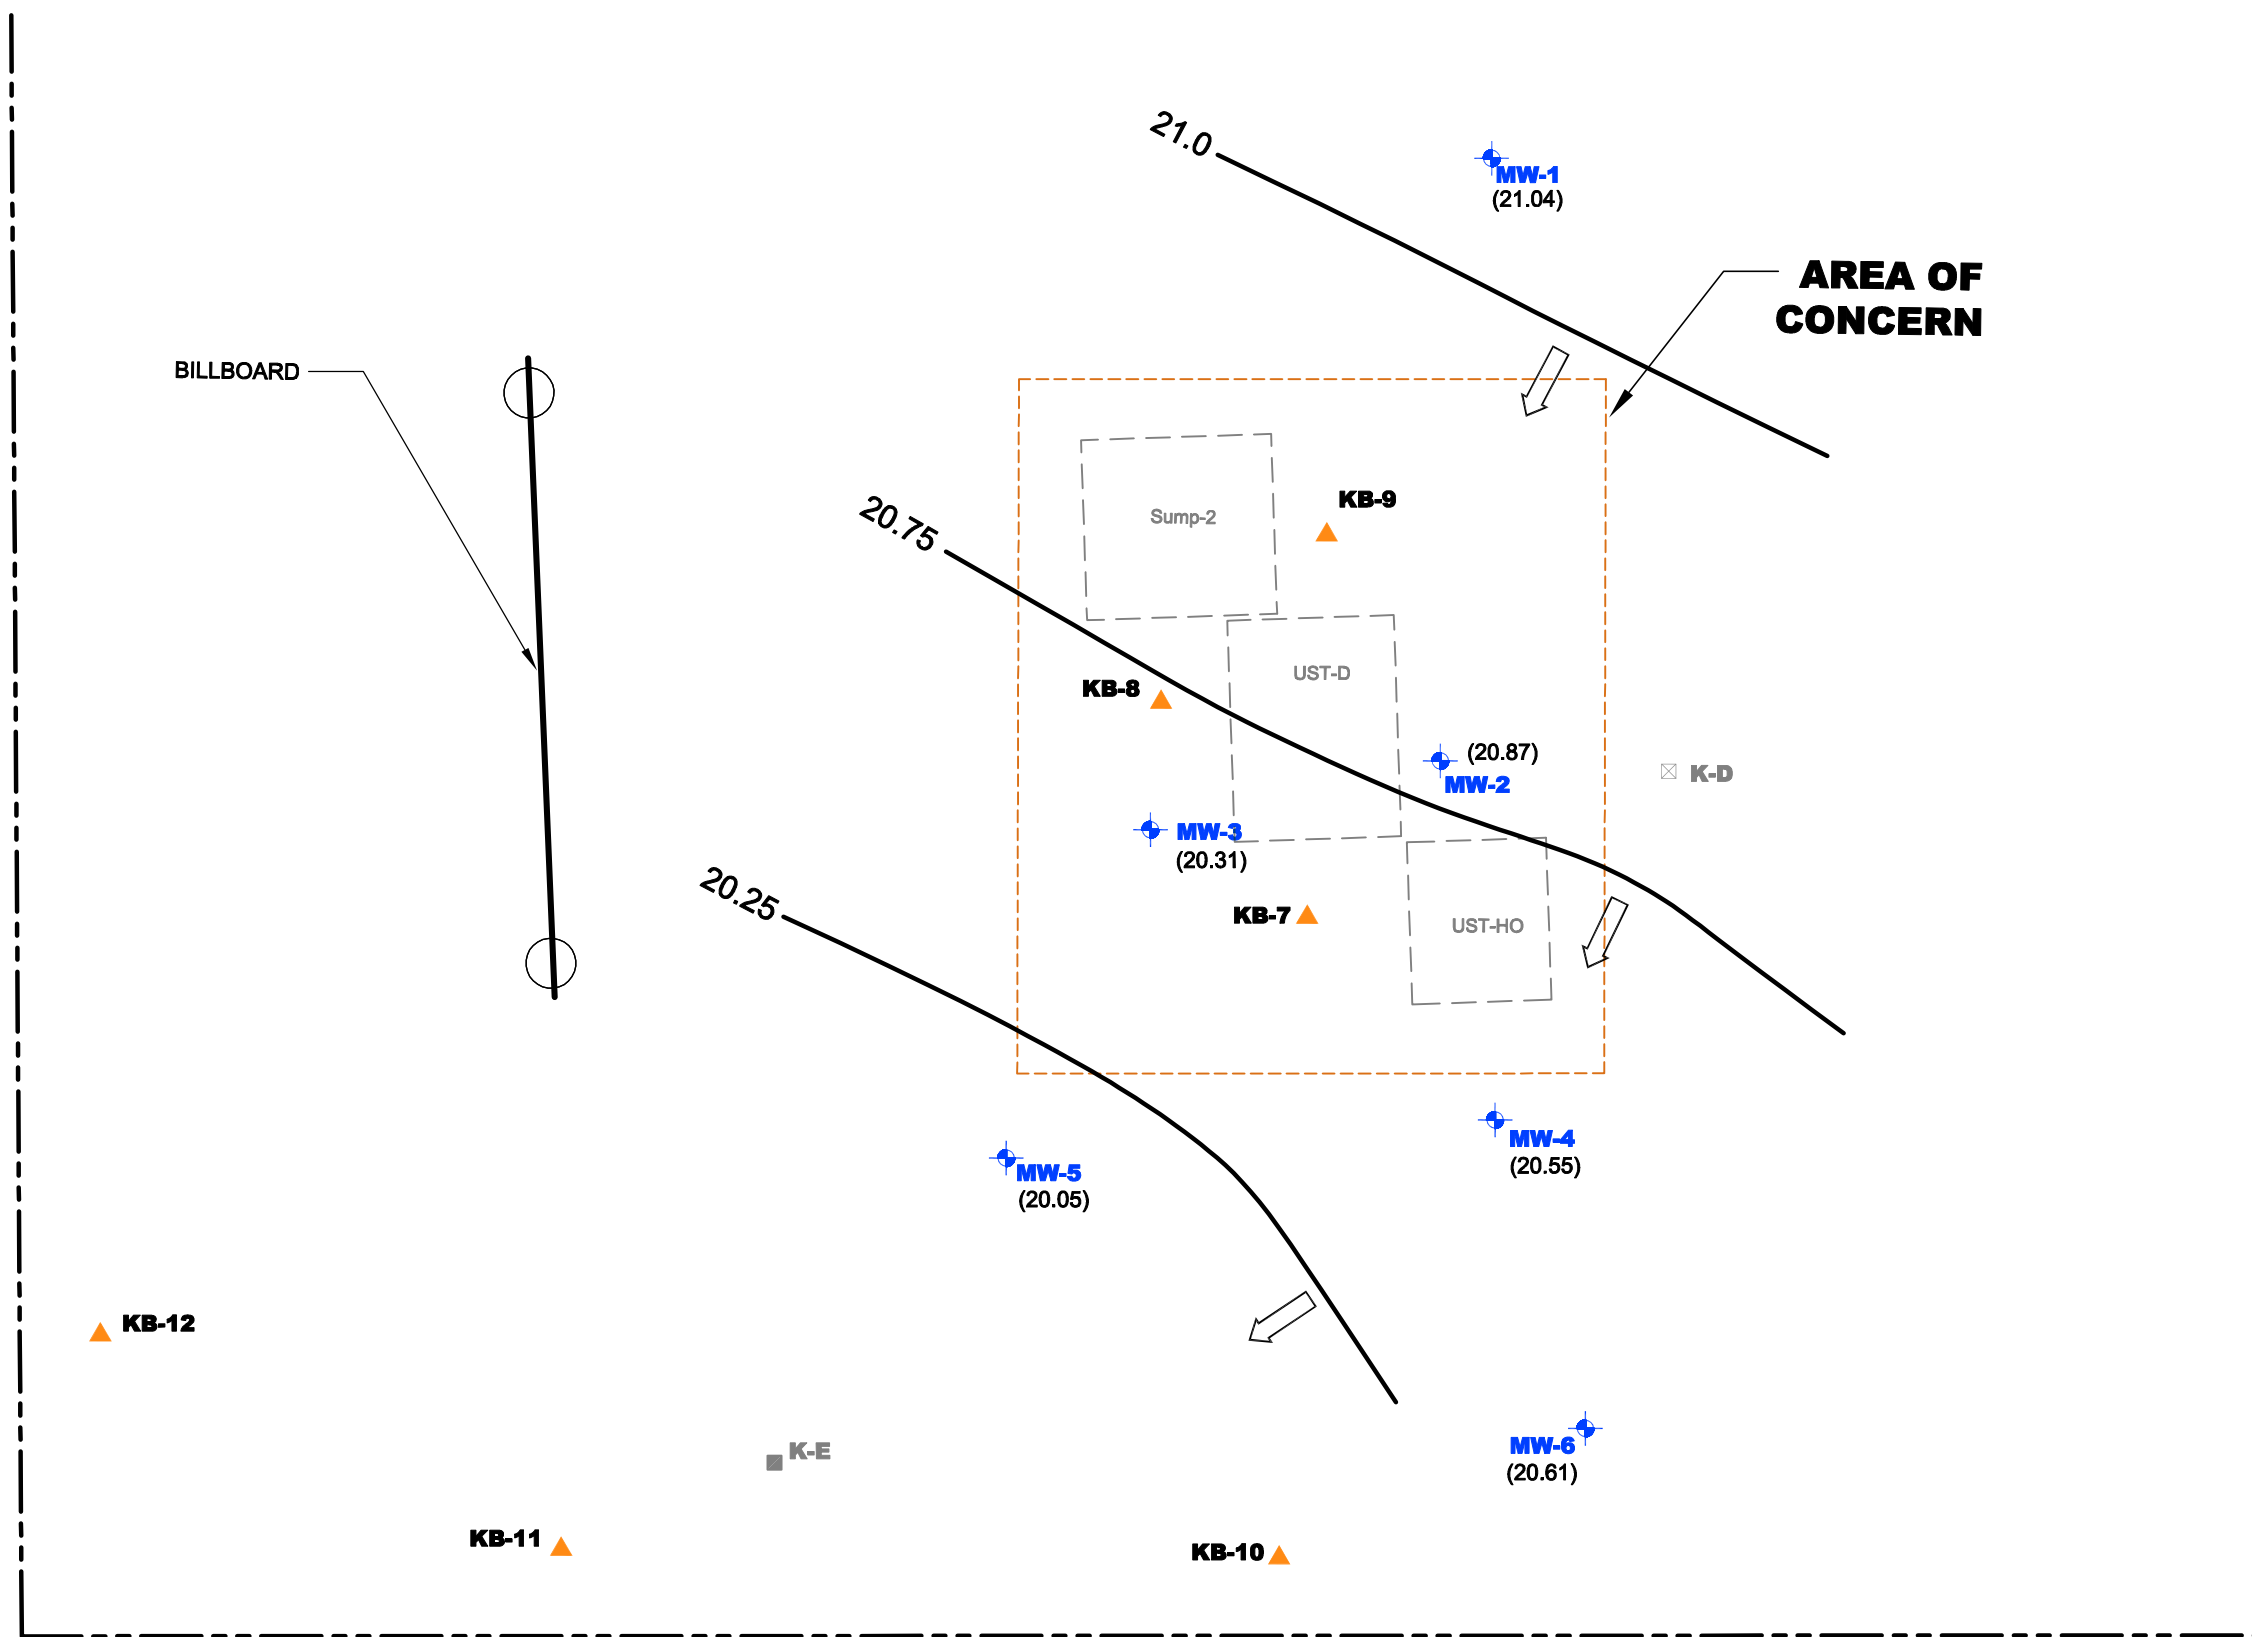 21.0
MW-1
(21.04)
AREA OF
CONCERN
BILLBOARD
20.75
KB-9
Sump-2
UST-D
KB-8
(20.87)
MW-2
K-D
MW-3
(20.31)
20.25
KB-7
UST-HO
MW-4
(20.55)
MW-5
(20.05)
KB-12
MW-6
(20.61)
K-E
KB-11
KB-10